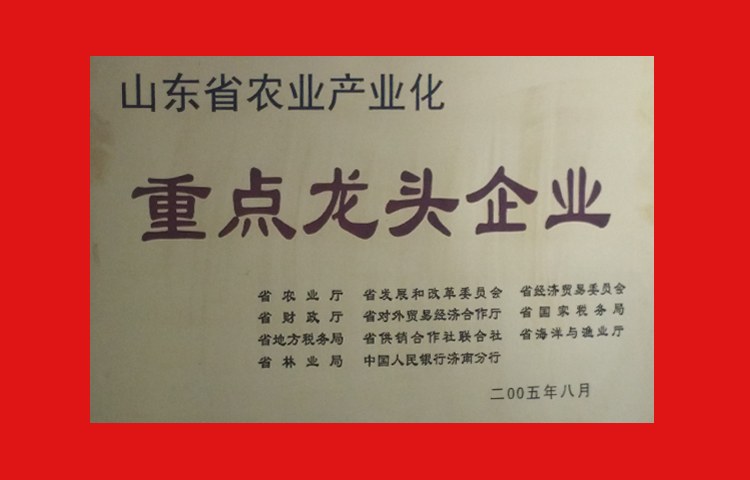 山东省农业产业化
重点龙头企业
省农业厅 省发展和改革委员会 省经济贸易委员会
省财政厅 省对外贸易经济合作厅 省国家税务局
省地方税务局 省供销合作社联合社 省海洋与渔业厅
省林业局 中国人民银行济南分行
二00五年八月